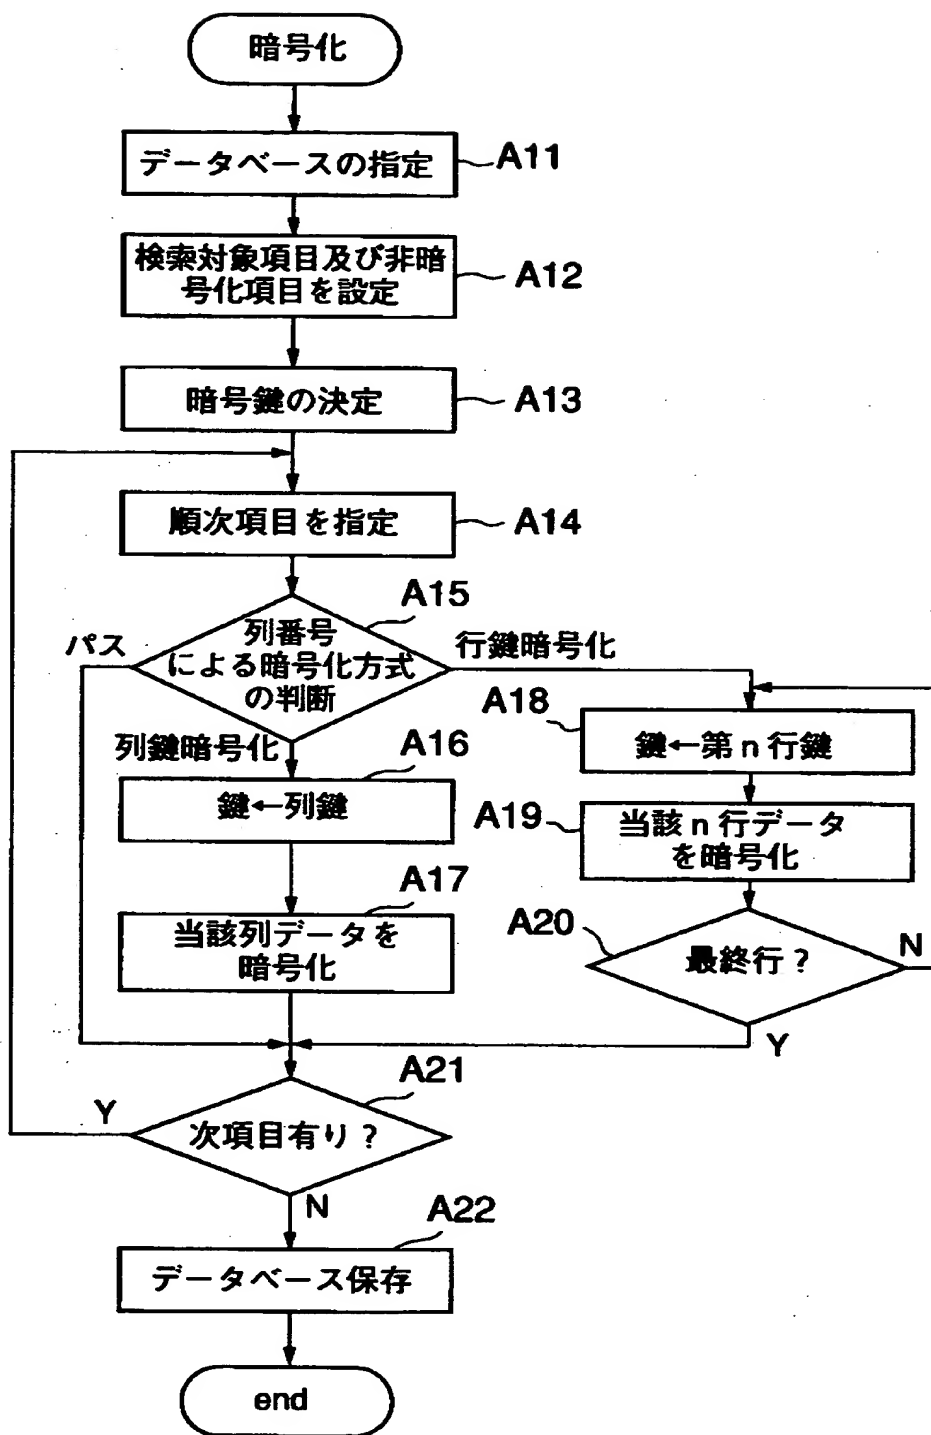 暗号化
データベースの指定
A11
検索対象項目及び非暗
号化項目を設定
A12
暗号鍵の決定
A13
順次項目を指定
A14
A15
列番号
による暗号化方式
の判断
パス
行鍵暗号化
列鍵暗号化
A16
鍵←列鍵
A17
当該列データを
暗号化
A18
鍵←第n行鍵
A19
当該n行データ
を暗号化
A20
最終行?
N
Y
A21
次項目有り?
Y
N
A22
データベース保存
end